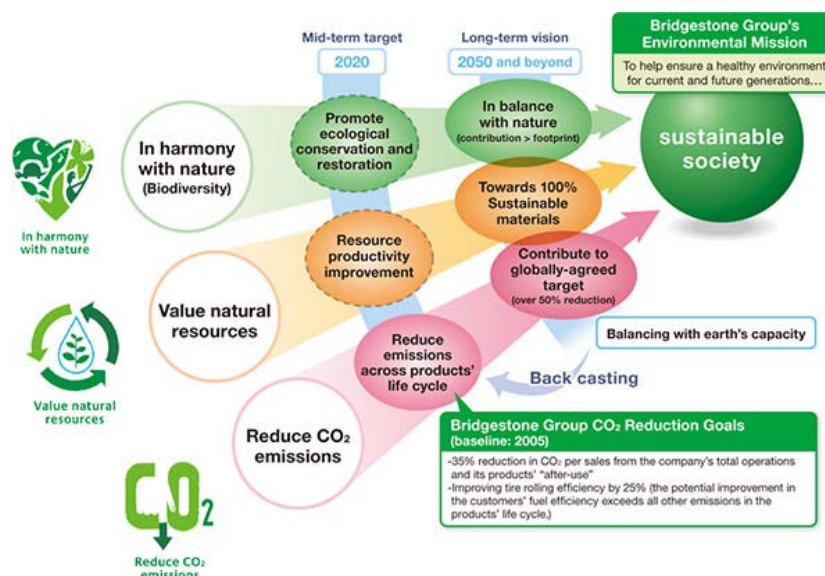 Bridgestone Group's
Environmental Mission
To help ensure a healthy environment
for current and future generations…
Mid-term target
2020
Long-term vision
2050 and beyond
sustainable
society
In harmony
with nature
In harmony
with nature
(Biodiversity)
Promote
ecological
conservation and
restoration
In balance
with nature
(contribution > footprint)
Value natural
resources
Value natural
resources
Resource
productivity
improvement
Towards 100%
Sustainable
materials
CO2
Reduce CO2
emissions
Reduce CO2
emissions
Reduce
emissions
across products'
life cycle
Contribute to
globally-agreed
target
(over 50% reduction)
Balancing with earth's capacity
Back casting
Bridgestone Group CO2 Reduction Goals
(baseline: 2005)
-35% reduction in CO2 per sales from the company's total operations
and its products' "after-use"
-Improving tire rolling efficiency by 25% (the potential improvement in
the customers' fuel efficiency exceeds all other emissions in the
products' life cycle.)